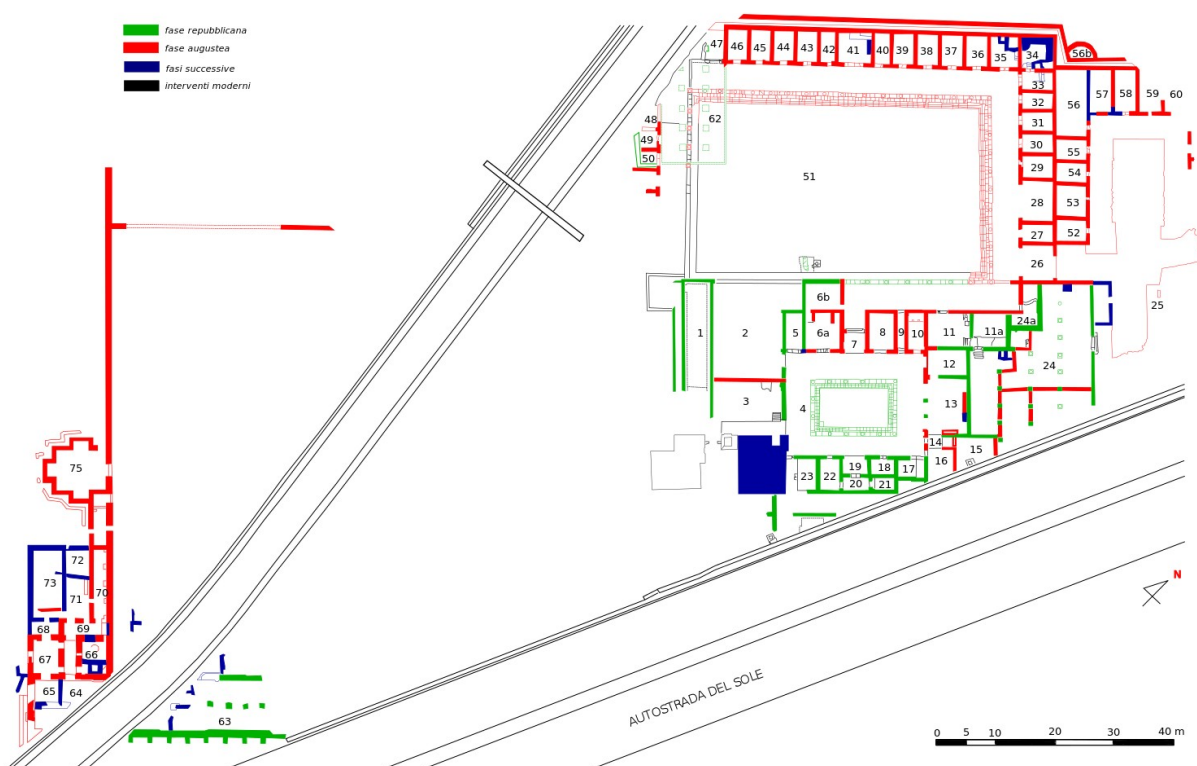 fase repubblicana
fase augustea
fasi successive
interventi moderni
47 46 45 44 43 42 41 40 39 38 37 36 35 34 56b
33 56 57 58 59 60
32
48 62 31
49 30 55
50 29 54
51
28 53
27 52
26
6b 25
1 2 5 6a 7 8 9 10 11 11a 24a
12 24
3 4 13
14
16 15
23 22 19 18 17
20 21
75
72
73
71 70
68 69
67 66
65 64
63
N
AUTOSTRADA DEL SOLE
0 5 10 20 30 40 m